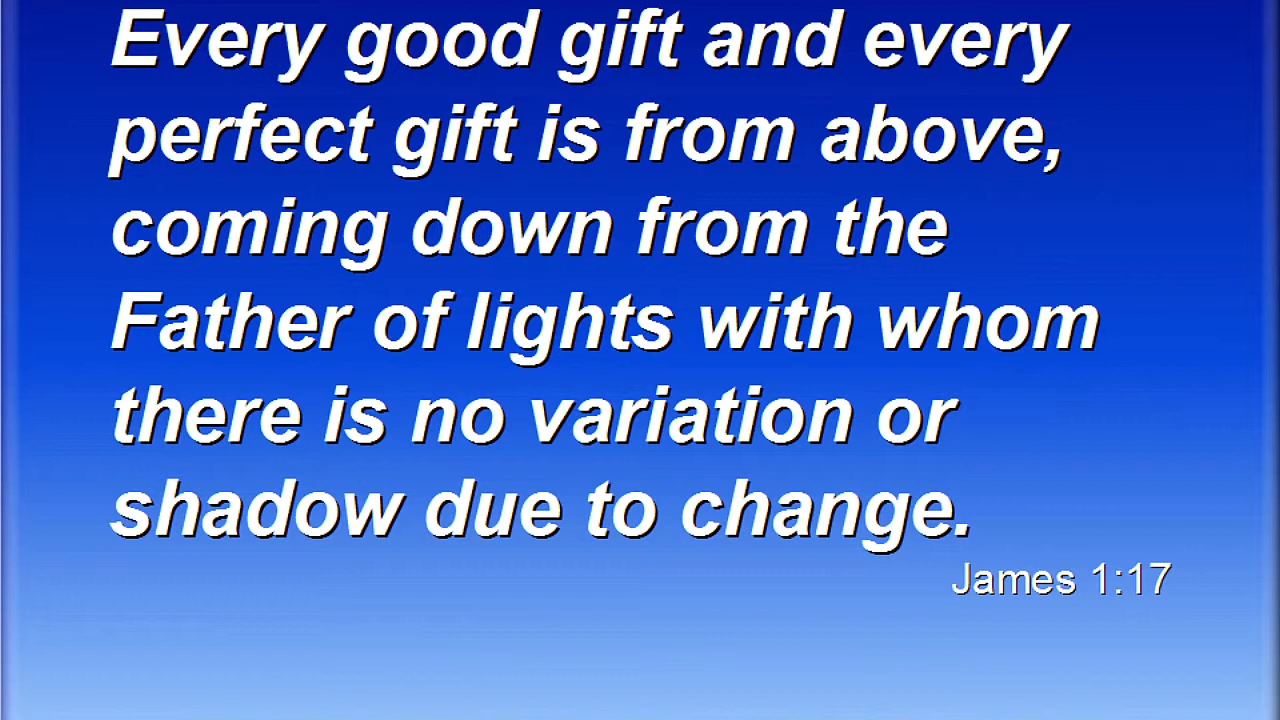 Every good gift and every
perfect gift is from above,
coming down from the
Father of lights with whom
there is no variation or
shadow due to change.
James 1:17